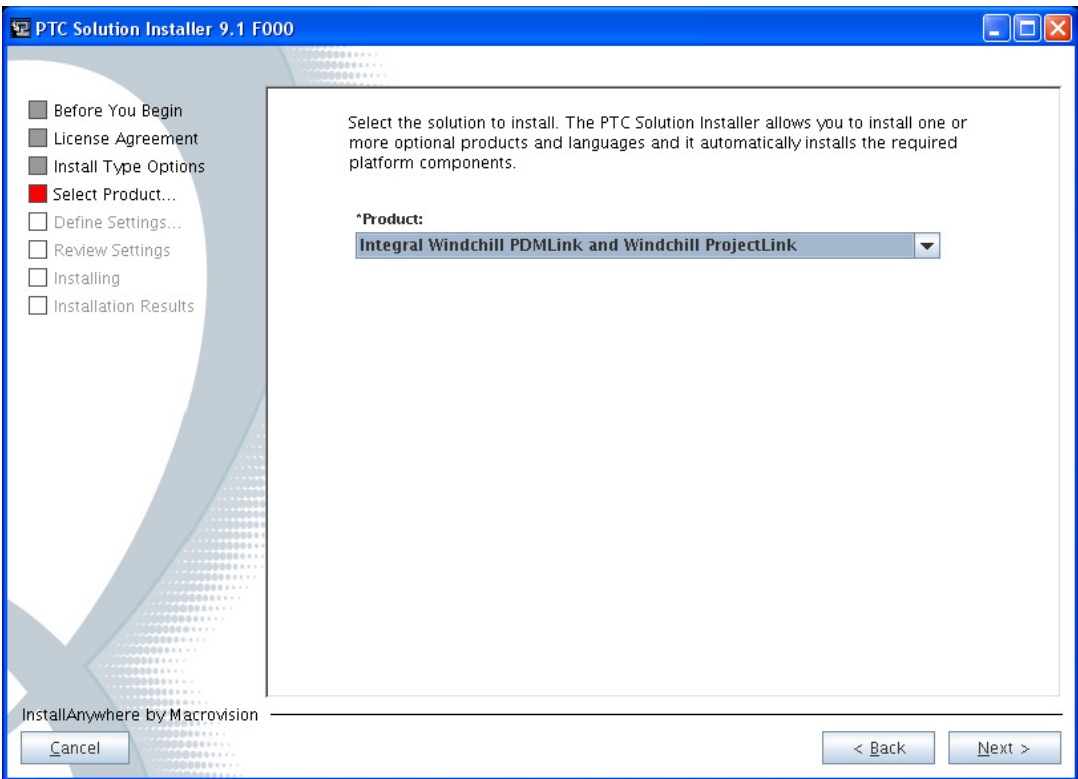 PTC Solution Installer 9.1 F000
Before You Begin
License Agreement
Install Type Options
Select Product...
Define Settings...
Review Settings
Installing
Installation Results
Select the solution to install. The PTC Solution Installer allows you to install one or
more optional products and languages and it automatically installs the required
platform components.
*Product:
Integral Windchill PDMLink and Windchill ProjectLink
InstallAnywhere by Macrovision
Cancel
< Back
Next >